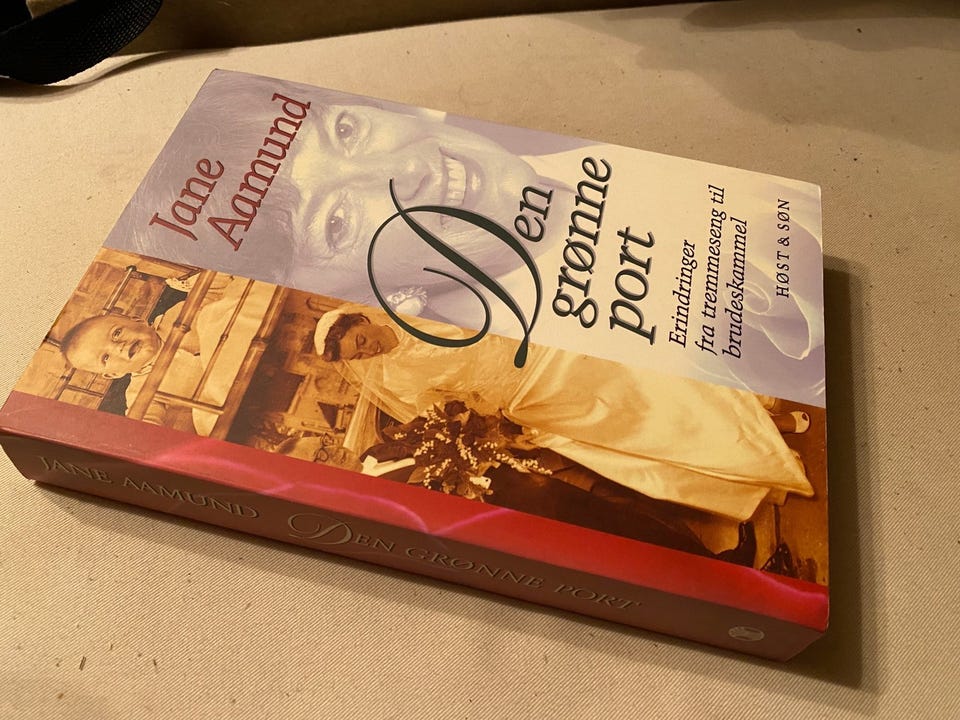 Jane
Aamund
Den
grønne
port
Erindringer
fra tremmeseng til
brudeskammel
HØST & SØN
JANE AAMUND DEN GRØNNE PORT